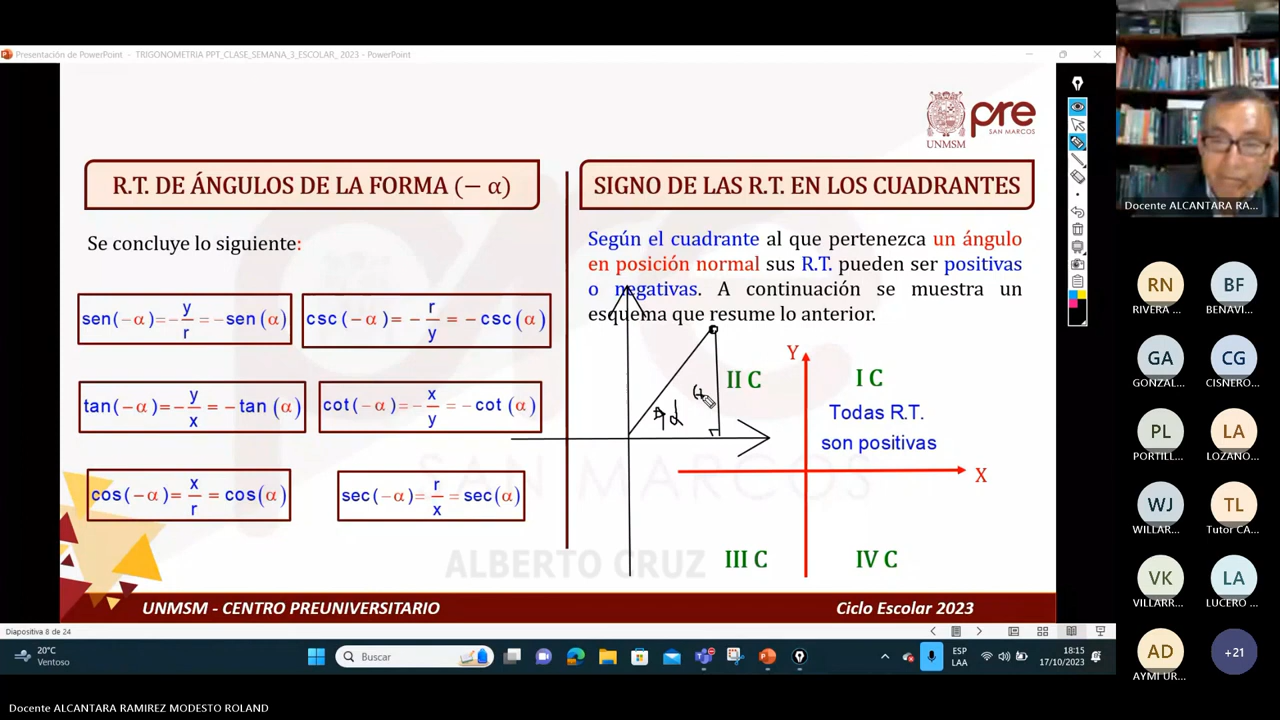 Presentación de PowerPoint - TRIGONOMETRIA PPT_CLASE_SEMANA_3_ESCOLAR_ 2023 - PowerPoint
UNMSM
pre
SAN MARCOS
R.T. DE ÁNGULOS DE LA FORMA (− α)
Se concluye lo siguiente:
sen(−α)=−y/r=−sen(α)
csc(−α)=−r/y=−csc(α)
tan(−α)=−y/x=−tan(α)
cot(−α)=−x/y=−cot(α)
cos(−α)=x/r=cos(α)
sec(−α)=r/x=sec(α)
SIGNO DE LAS R.T. EN LOS CUADRANTES
Según el cuadrante al que pertenezca un ángulo
en posición normal sus R.T. pueden ser positivas
o negativas. A continuación se muestra un
esquema que resume lo anterior.
Y
II C
I C
Todas R.T.
son positivas
X
III C
IV C
SAN MARCOS
ALBERTO CRUZ
UNMSM - CENTRO PREUNIVERSITARIO
Ciclo Escolar 2023
Diapositiva 8 de 24
20°C
Ventoso
Buscar
ESP
LAA
18:15
17/10/2023
Docente ALCANTARA RA...
RN
RIVERA ...
BF
BENAVI...
GA
GONZAL...
CG
CISNERO...
PL
PORTILL...
LA
LOZANO...
WJ
WILLAR...
TL
Tutor CA...
VK
VILLARR...
LA
LUCERO ...
AD
AYMI UR...
+21
Docente ALCANTARA RAMIREZ MODESTO ROLAND